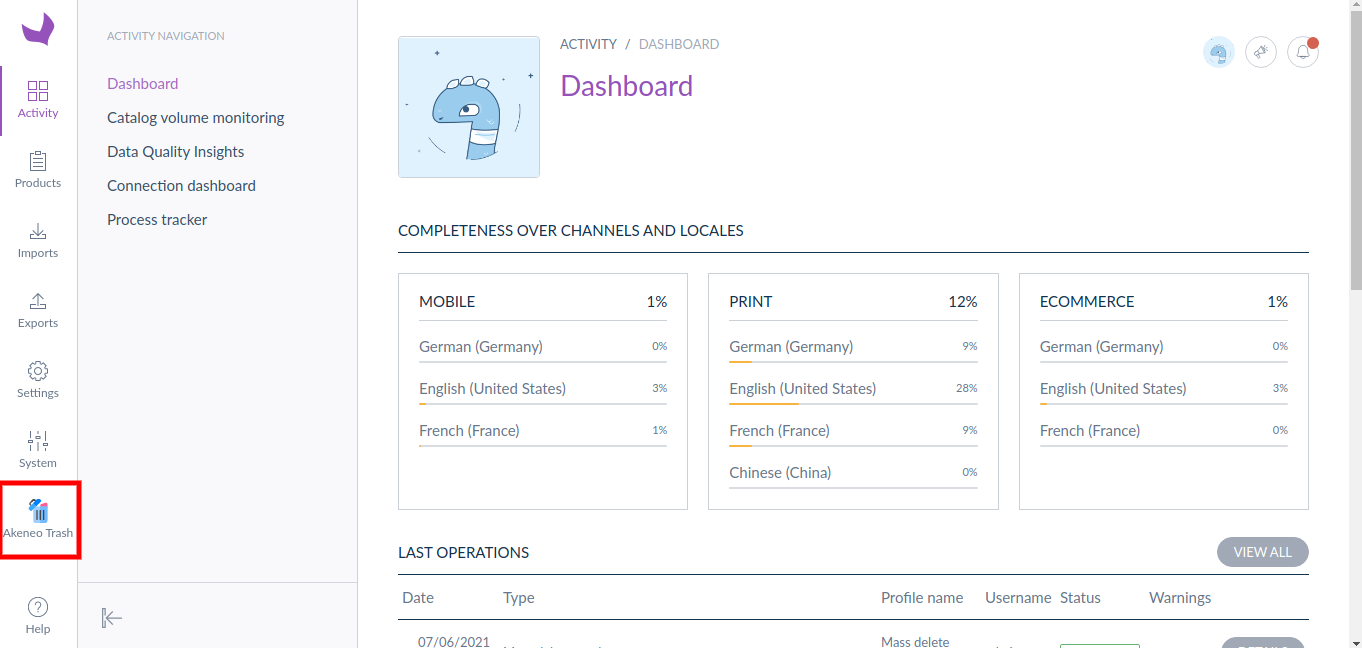 ACTIVITY NAVIGATION
Dashboard
Catalog volume monitoring
Data Quality Insights
Connection dashboard
Process tracker
Activity
Products
Imports
Exports
Settings
System
Akeneo Trash
? Help
ACTIVITY / DASHBOARD
Dashboard
COMPLETENESS OVER CHANNELS AND LOCALES
MOBILE 1%
German (Germany) 0%
English (United States) 3%
French (France) 1%
PRINT 12%
German (Germany) 9%
English (United States) 28%
French (France) 9%
Chinese (China) 0%
ECOMMERCE 1%
German (Germany) 0%
English (United States) 3%
French (France) 0%
LAST OPERATIONS VIEW ALL
Date Type Profile name Username Status Warnings
07/06/2021 Mass delete